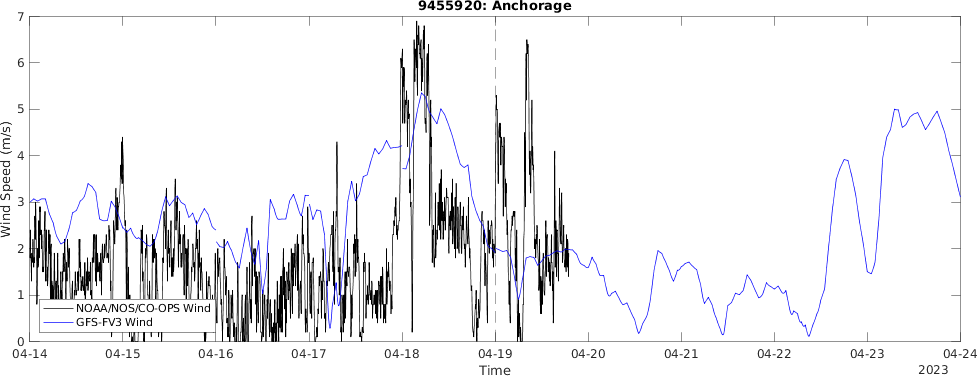 9455920: Anchorage
Wind Speed (m/s)
7
6
5
4
3
2
1
0
NOAA/NOS/CO-OPS Wind
GFS-FV3 Wind
04-14 04-15 04-16 04-17 04-18 04-19 04-20 04-21 04-22 04-23 04-24
Time
2023